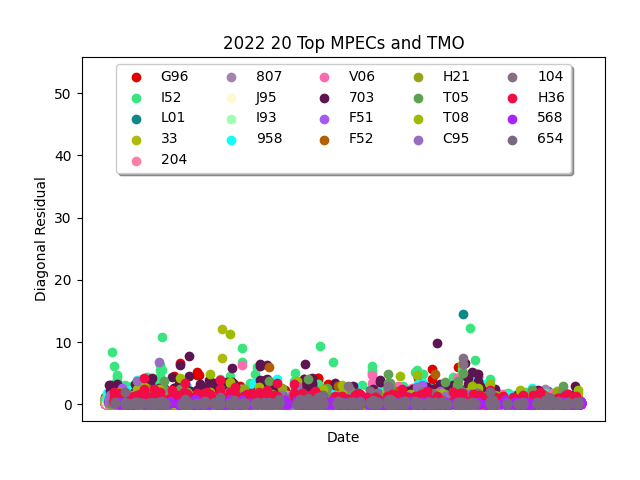 2022 20 Top MPECs and TMO
G96 807 V06 H21 104
I52 J95 703 T05 H36
L01 I93 F51 T08 568
33 958 F52 C95 654
204
Diagonal Residual
50
40
30
20
10
0
Date